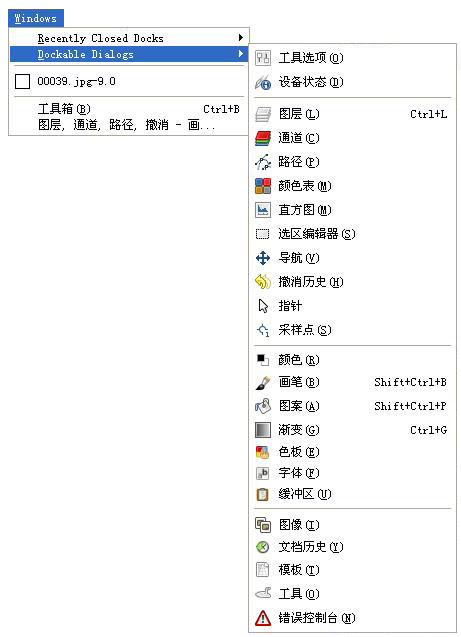 Windows
Recently Closed Docks
Dockable Dialogs
00039.jpg-9.0
工具箱(B) Ctrl+B
图层, 通道, 路径, 撤消 - 画...
工具选项(O)
设备状态(D)
图层(L) Ctrl+L
通道(C)
路径(P)
颜色表(M)
直方图(M)
选区编辑器(S)
导航(V)
撤消历史(H)
指针
采样点(S)
颜色(R)
画笔(B) Shift+Ctrl+B
图案(A) Shift+Ctrl+P
渐变(G) Ctrl+G
色板(E)
字体(F)
缓冲区(U)
图像(I)
文档历史(Y)
模板(T)
工具(O)
错误控制台(N)